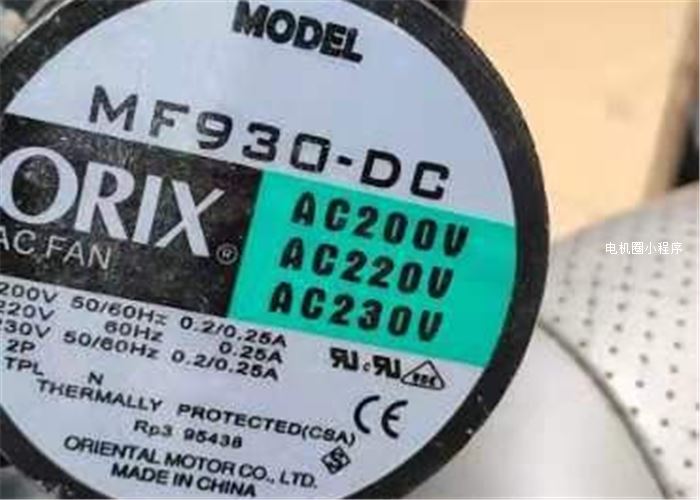 MODEL
MF930-DC
ORIX®
AC FAN
AC200V
AC220V
AC230V
200V 50/60Hz 0.2/0.25A
220V 60Hz 0.25A
230V 50/60Hz 0.2/0.25A
2P
TPL N
THERMALLY PROTECTED(CSA)
Rp3 95438
ORIENTAL MOTOR CO., LTD.
MADE IN CHINA
CE
电机圈小程序